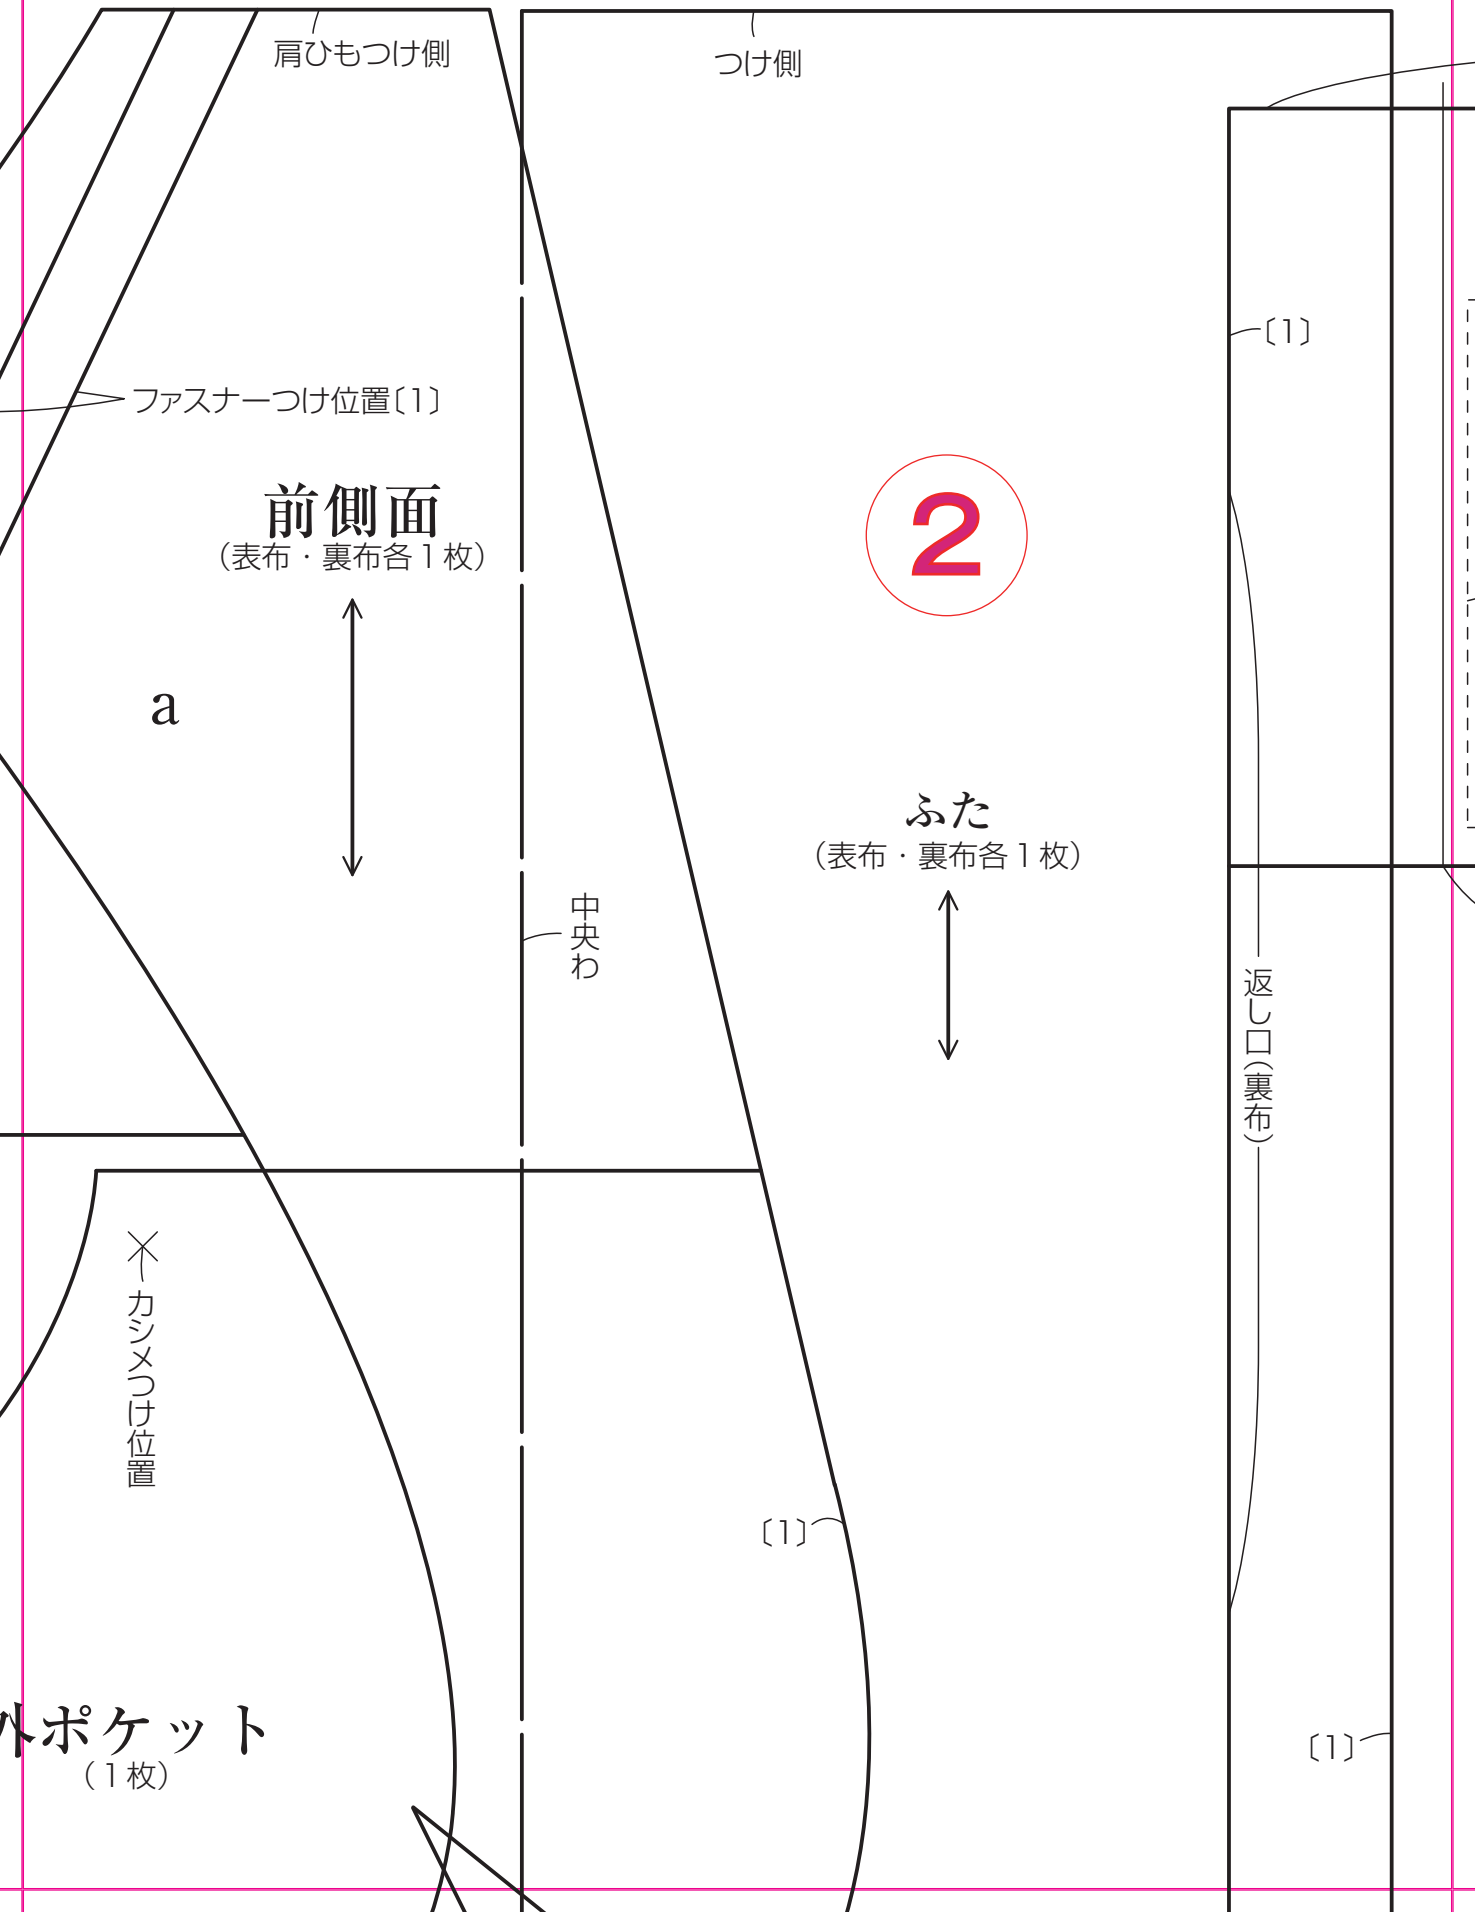 肩ひもつけ側
つけ側
〔1〕
ファスナーつけ位置〔1〕
前側面
（表布・裏布各1枚）
②
a
ふた
（表布・裏布各1枚）
中央わ
返し口（裏布）
カシメつけ位置
〔1〕
外ポケット
（1枚）
〔1〕